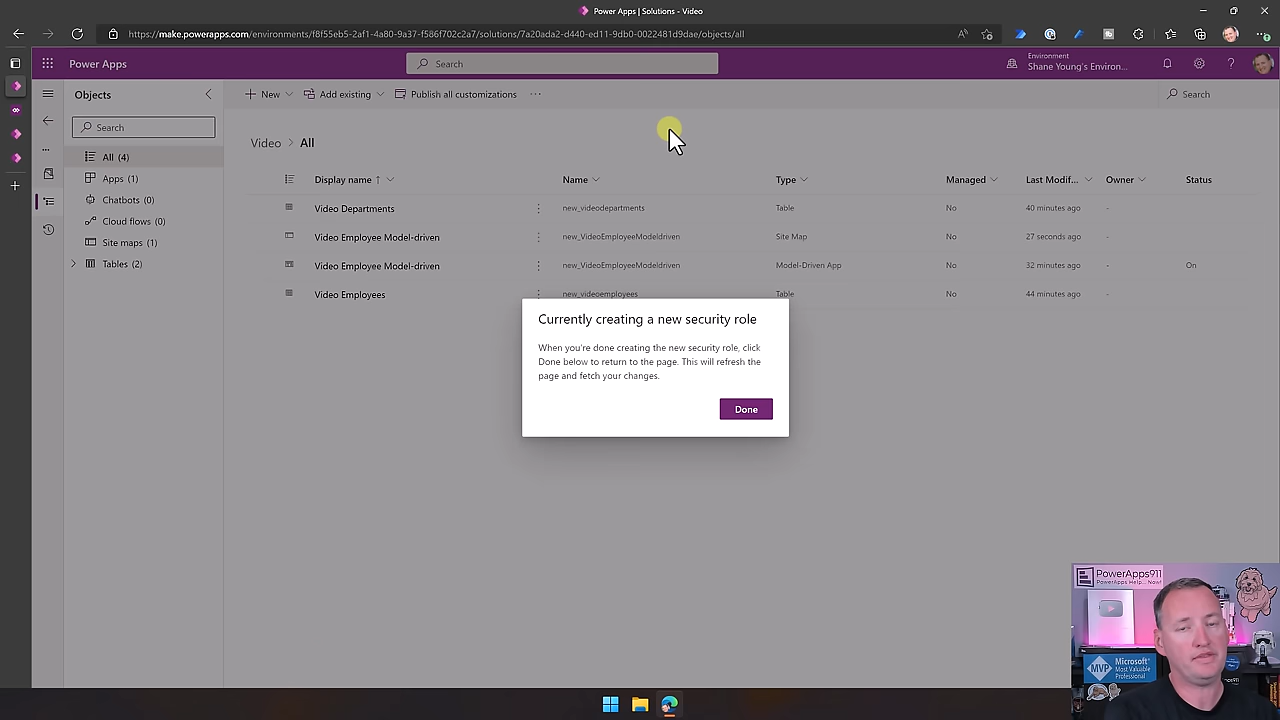 Power Apps | Solutions - Video
https://make.powerapps.com/environments/f8f55eb5-2af1-4a80-9a37-f586f702c2a7/solutions/7a20ada2-d440-ed11-9db0-0022481d9dae/objects/all
Power Apps
Search
Environment
Shane Young's Environ...
Objects
New
Add existing
Publish all customizations
Search
Search
Video > All
All (4)
Apps (1)
Chatbots (0)
Cloud flows (0)
Site maps (1)
Tables (2)
Display name ↑ Name Type Managed Last Modif... Owner Status
Video Departments new_videodepartments Table No 40 minutes ago -
Video Employee Model-driven new_VideoEmployeeModeldriven Site Map No 27 seconds ago -
Video Employee Model-driven new_VideoEmployeeModeldriven Model-Driven App No 32 minutes ago - On
Video Employees new_videoemployees Table No 44 minutes ago -
Currently creating a new security role
When you're done creating the new security role, click
Done below to return to the page. This will refresh the
page and fetch your changes.
Done
PowerApps911
PowerApps Help... Now!
Microsoft®
Most Valuable
Professional
MVP